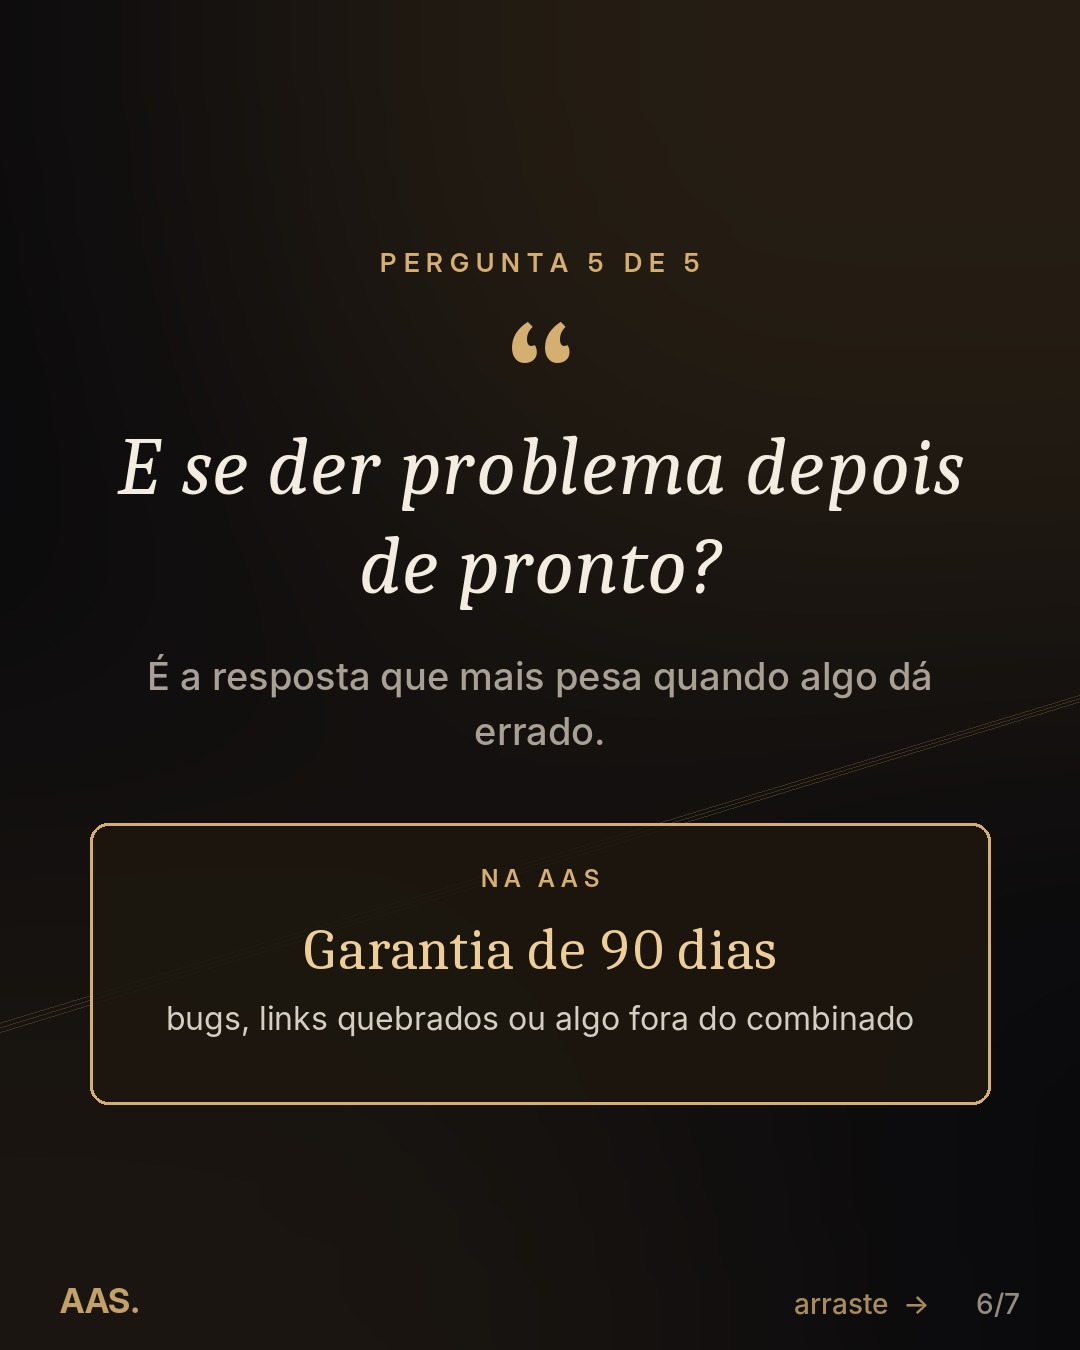 PERGUNTA 5 DE 5
“
E se der problema depois
de pronto?
É a resposta que mais pesa quando algo dá
errado.
NA AAS
Garantia de 90 dias
bugs, links quebrados ou algo fora do combinado
AAS.
arraste →
6/7